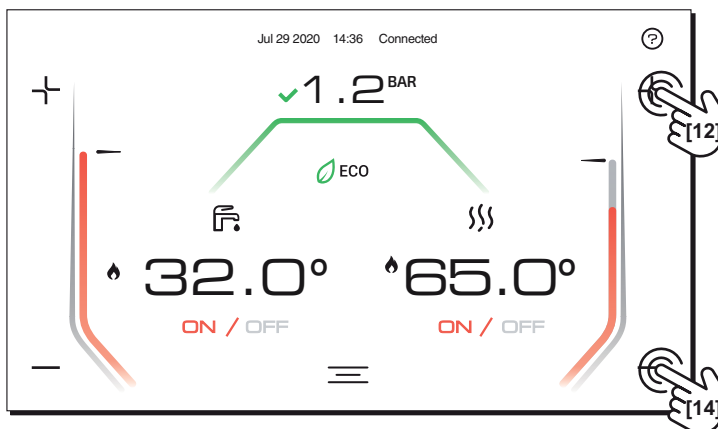 Jul 29 2020 14:36 Connected
?
1.2 BAR
[12]
ECO
32.0° 65.0°
ON / OFF ON / OFF
[14]